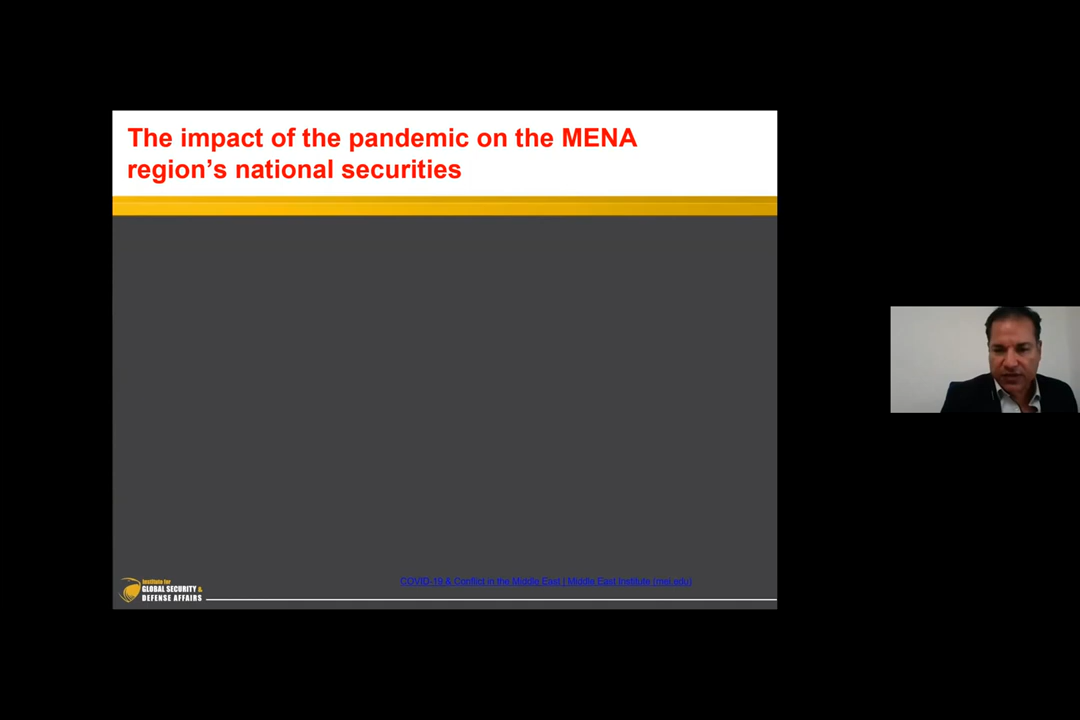 The impact of the pandemic on the MENA
region’s national securities
COVID-19 & Conflict in the Middle East | Middle East Institute (mei.edu)
Institute for
GLOBAL SECURITY &
DEFENSE AFFAIRS